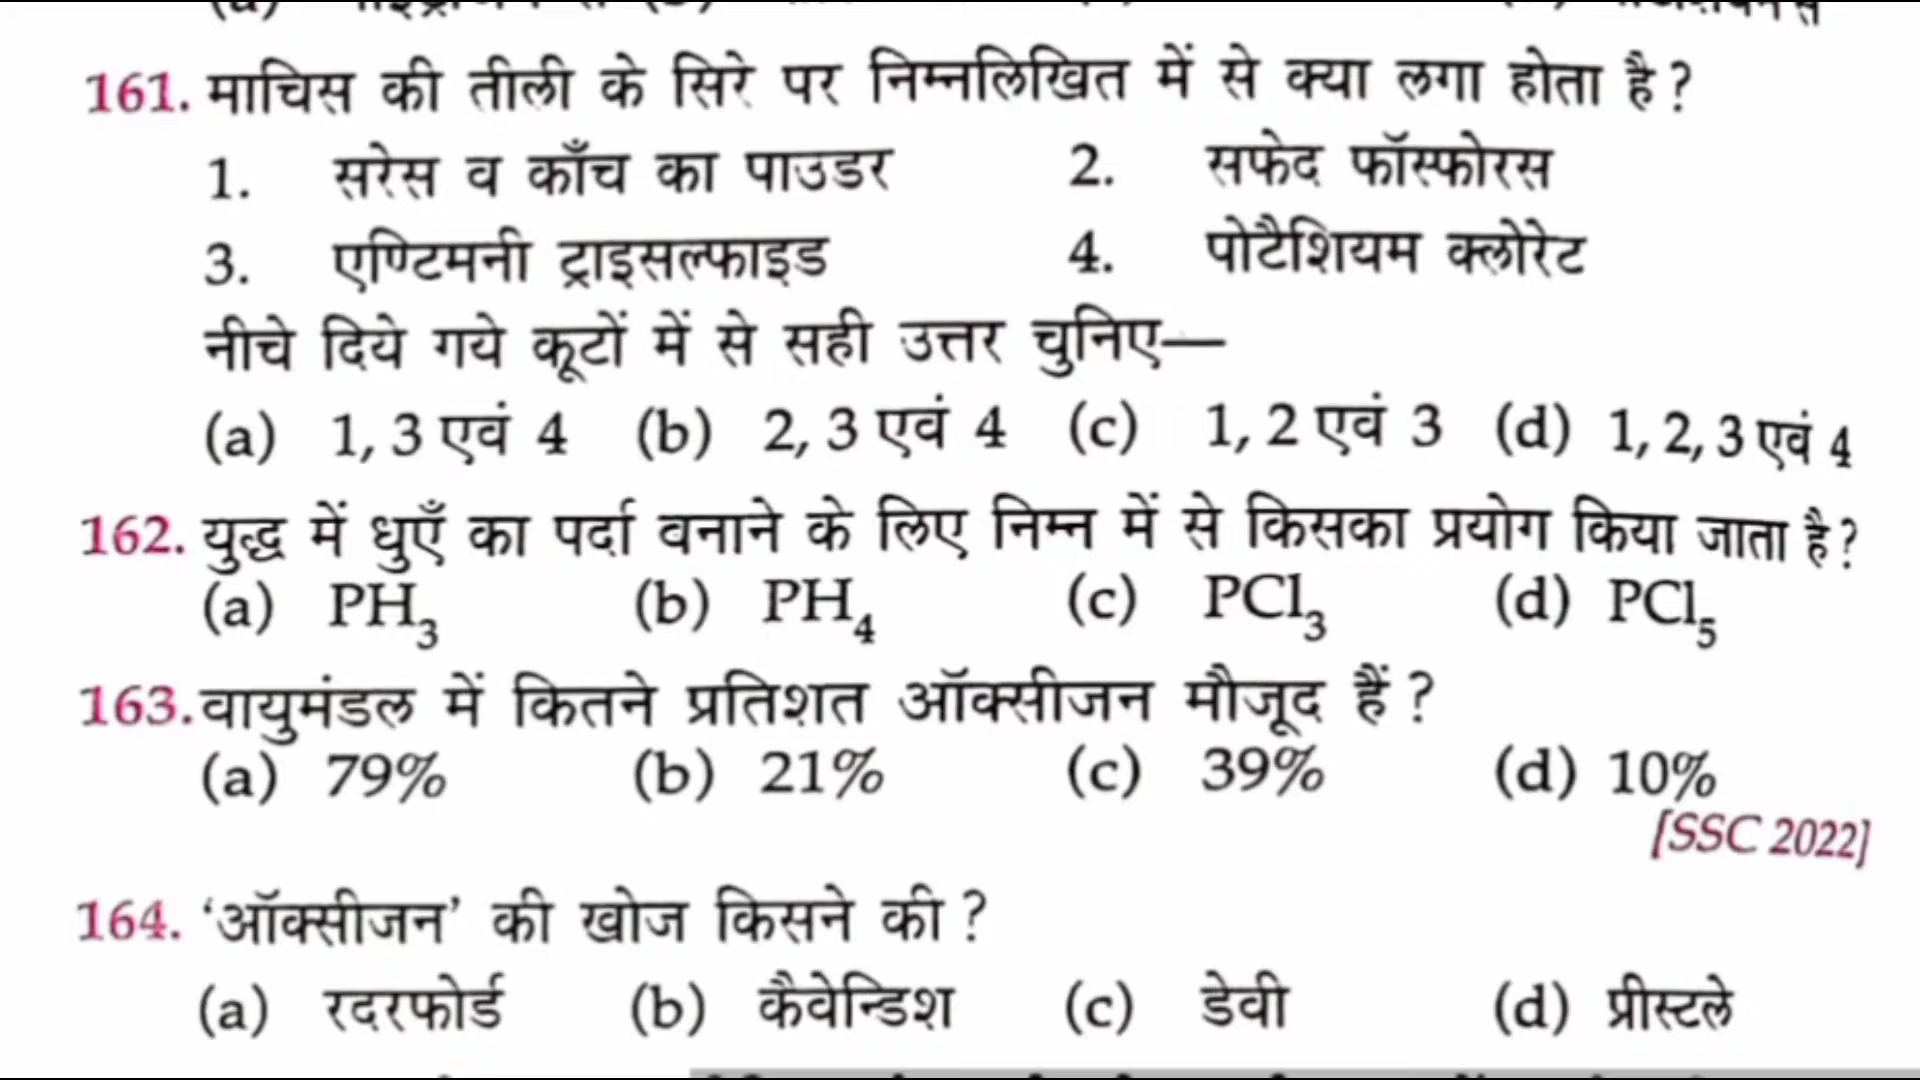 161. माचिस की तीली के सिरे पर निम्नलिखित में से क्या लगा होता है?
1. सरेस व काँच का पाउडर 2. सफेद फॉस्फोरस
3. एण्टिमनी ट्राइसल्फाइड 4. पोटैशियम क्लोरेट
नीचे दिये गये कूटों में से सही उत्तर चुनिए—
(a) 1, 3 एवं 4 (b) 2, 3 एवं 4 (c) 1, 2 एवं 3 (d) 1, 2, 3 एवं 4
162. युद्ध में धुएँ का पर्दा वनाने के लिए निम्न में से किसका प्रयोग किया जाता है?
(a) PH₃ (b) PH₄ (c) PCl₃ (d) PCl₅
163. वायुमंडल में कितने प्रतिशत ऑक्सीजन मौजूद हैं?
(a) 79% (b) 21% (c) 39% (d) 10%
[SSC 2022]
164. ‘ऑक्सीजन’ की खोज किसने की?
(a) रदरफोर्ड (b) कैवेन्डिश (c) डेवी (d) प्रीस्टले